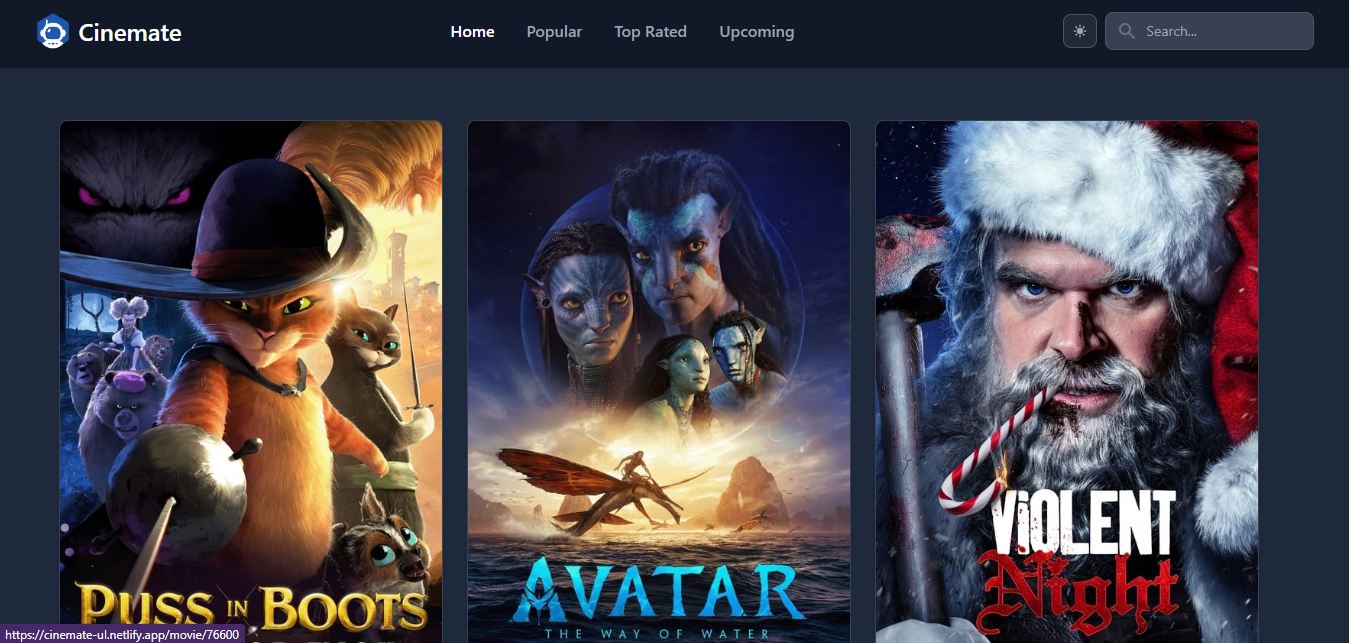 Cinemate
Home
Popular
Top Rated
Upcoming
Search...
PUSS IN BOOTS
AVATAR
THE WAY OF WATER
ViOLENT
Night
https://cinemate-ul.netlify.app/movie/76600